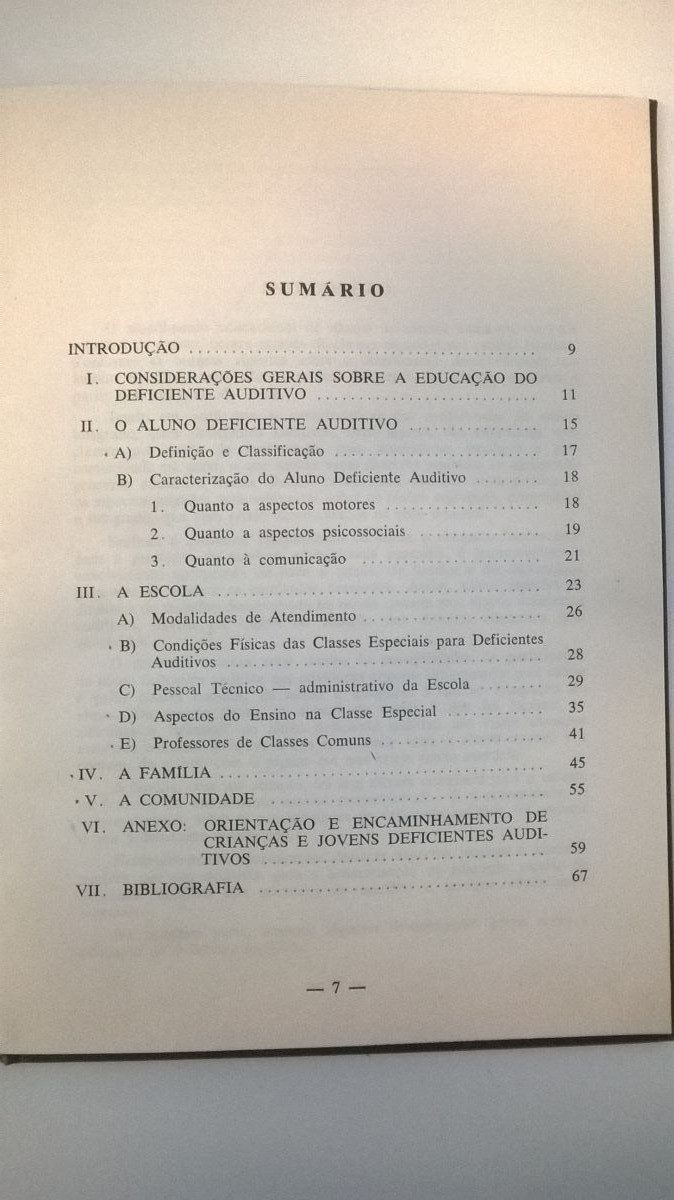 SUMÁRIO
INTRODUÇÃO ........................................ 9
I. CONSIDERAÇÕES GERAIS SOBRE A EDUCAÇÃO DO
DEFICIENTE AUDITIVO .......................... 11
II. O ALUNO DEFICIENTE AUDITIVO ............... 15
A) Definição e Classificação ........................ 17
B) Caracterização do Aluno Deficiente Auditivo ........ 18
1. Quanto a aspectos motores .................. 18
2. Quanto a aspectos psicossociais .............. 19
3. Quanto à comunicação ..................... 21
III. A ESCOLA ...................................... 23
A) Modalidades de Atendimento ..................... 26
B) Condições Físicas das Classes Especiais para Deficientes
Auditivos ..................................... 28
C) Pessoal Técnico — administrativo da Escola ........ 29
D) Aspectos do Ensino na Classe Especial ............ 35
E) Professores de Classes Comuns ................... 41
IV. A FAMÍLIA ...................................... 45
V. A COMUNIDADE ................................ 55
VI. ANEXO: ORIENTAÇÃO E ENCAMINHAMENTO DE
CRIANÇAS E JOVENS DEFICIENTES AUDI-
TIVOS ................................. 59
VII. BIBLIOGRAFIA .................................. 67
— 7 —